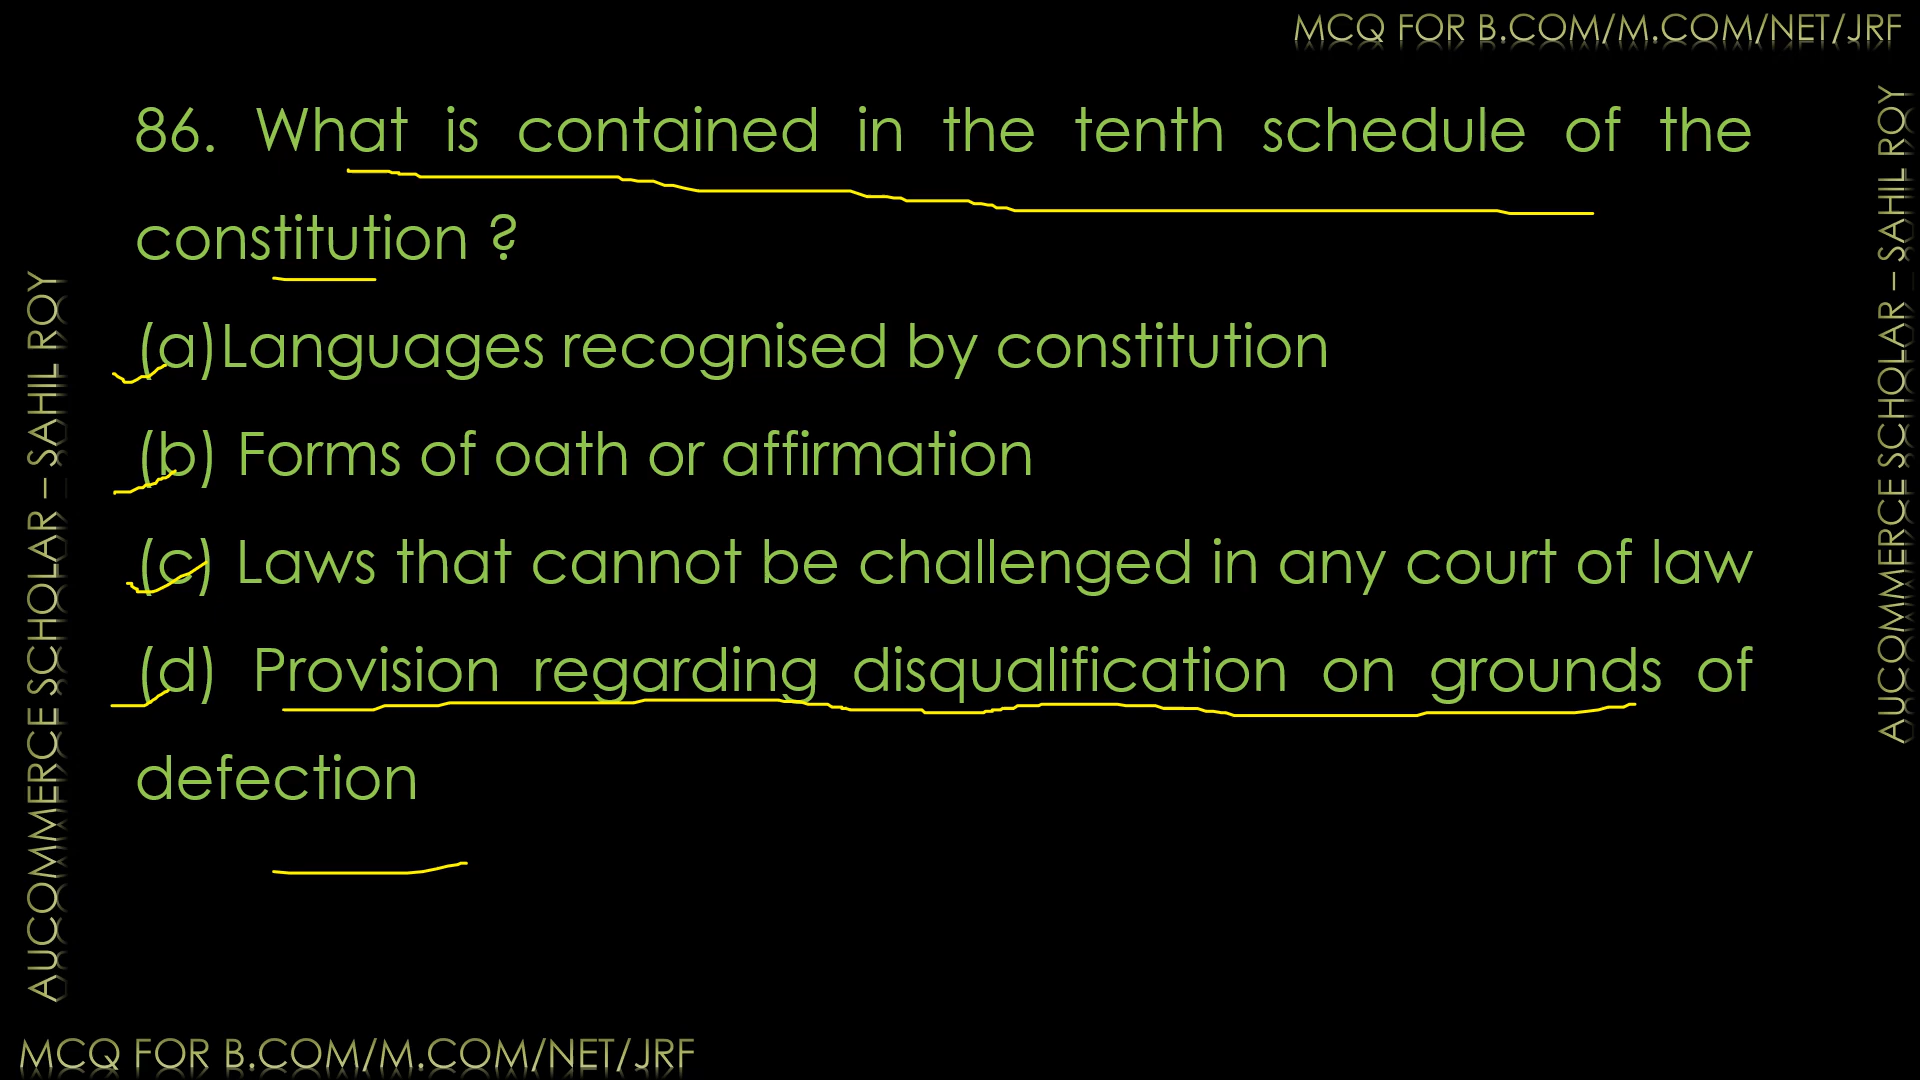 MCQ FOR B.COM/M.COM/NET/JRF
86. What is contained in the tenth schedule of the
constitution ?
(a)Languages recognised by constitution
(b) Forms of oath or affirmation
(c) Laws that cannot be challenged in any court of law
(d) Provision regarding disqualification on grounds of
defection
AUCOMMERCE SCHOLAR – SAHIL ROY
AUCOMMERCE SCHOLAR – SAHIL ROY
MCQ FOR B.COM/M.COM/NET/JRF